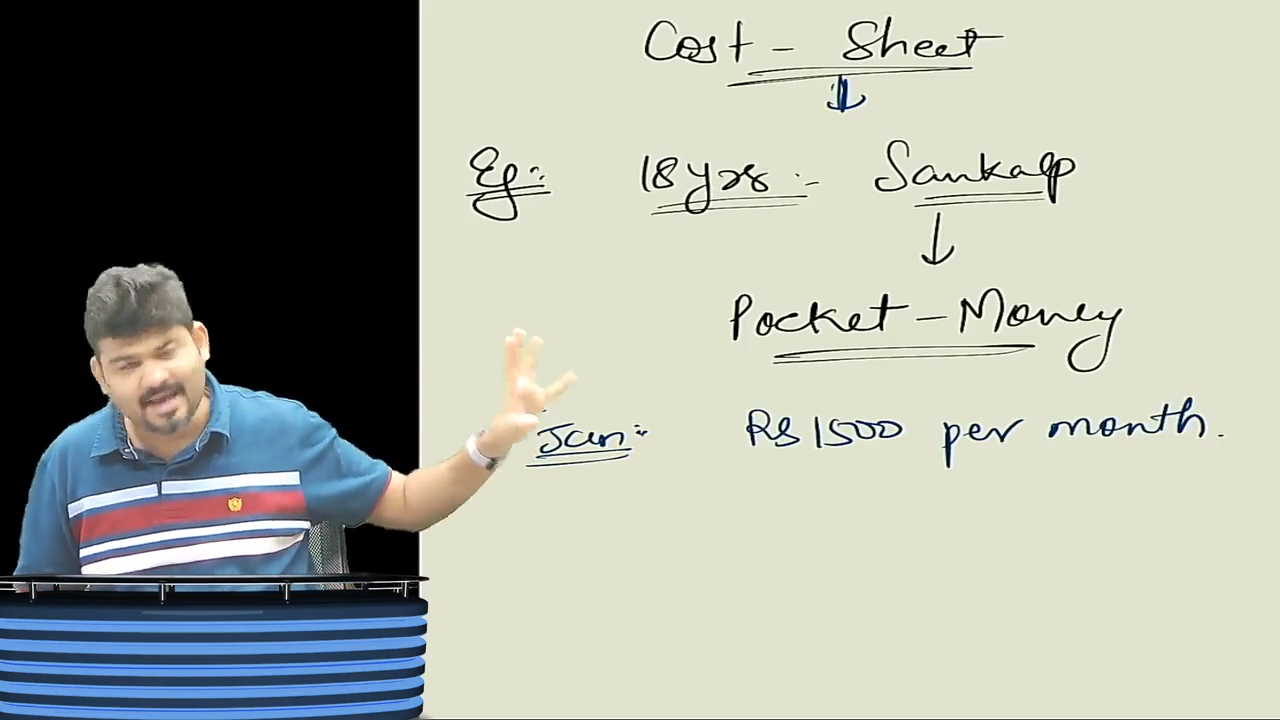 Cost - Sheet
Eg:- 18yrs :- Sankalp
Pocket - Money
Jan:- Rs 1500 per month.